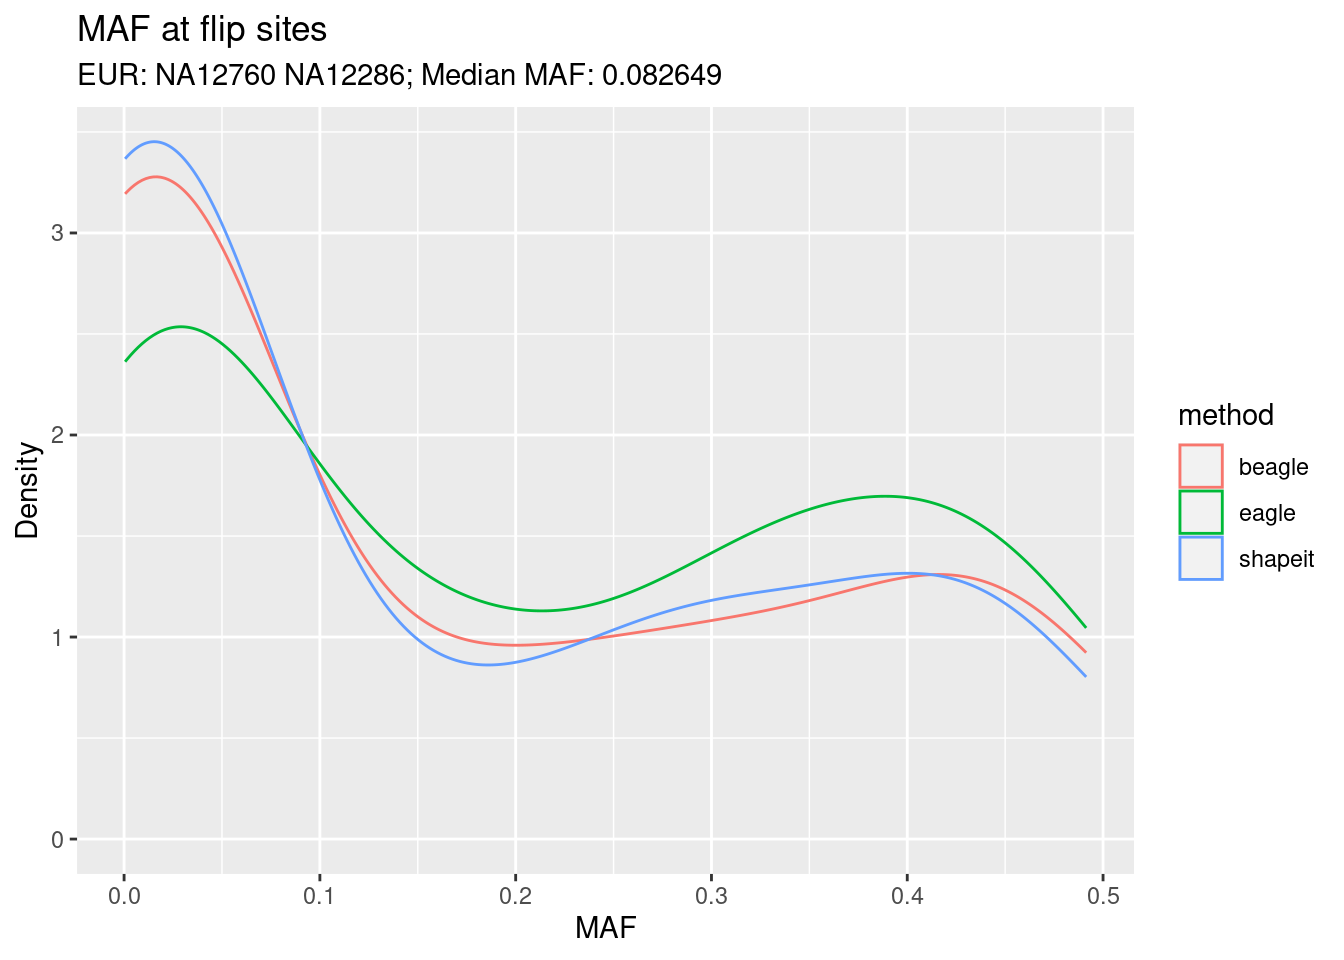 MAF at flip sites
EUR: NA12760 NA12286; Median MAF: 0.082649
3
2
1
0
Density
0.0 0.1 0.2 0.3 0.4 0.5
MAF
method
beagle
eagle
shapeit